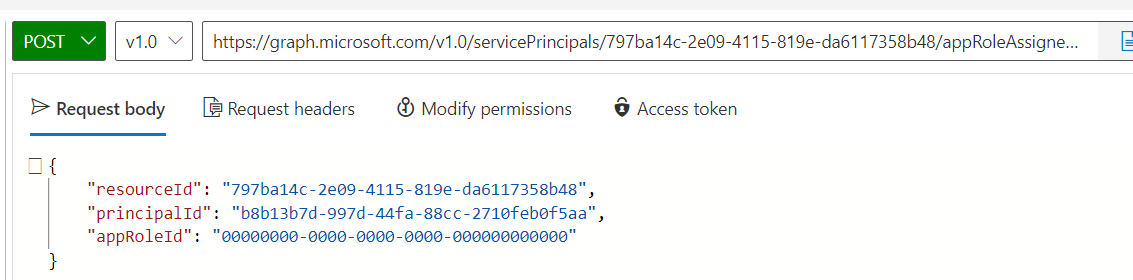 POST v1.0 https://graph.microsoft.com/v1.0/servicePrincipals/797ba14c-2e09-4115-819e-da6117358b48/appRoleAssigne...
Request body Request headers Modify permissions Access token
{
"resourceId": "797ba14c-2e09-4115-819e-da6117358b48",
"principalId": "b8b13b7d-997d-44fa-88cc-2710feb0f5aa",
"appRoleId": "00000000-0000-0000-0000-000000000000"
}